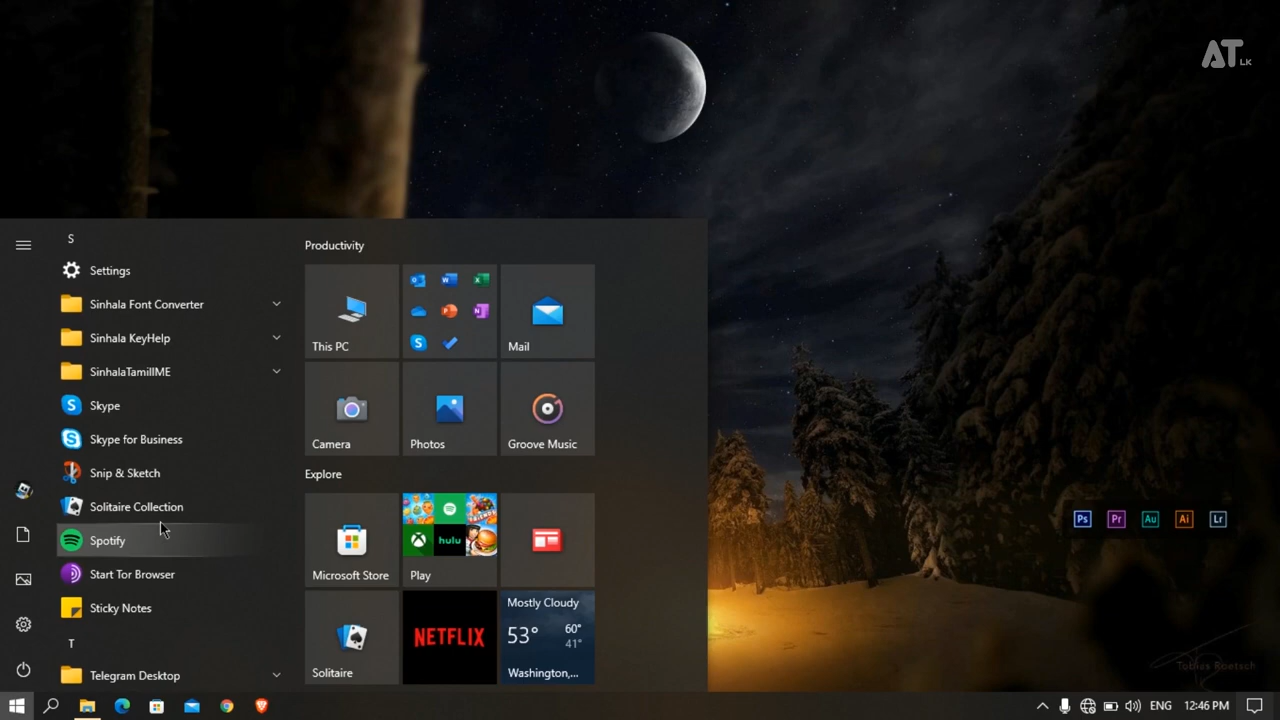 AT LK
S
Settings
Sinhala Font Converter
Sinhala KeyHelp
SinhalaTamilIME
Skype
Skype for Business
Snip & Sketch
Solitaire Collection
Spotify
Start Tor Browser
Sticky Notes
T
Telegram Desktop
Productivity
This PC
Mail
Camera
Photos
Groove Music
Explore
Microsoft Store
hulu
Play
Solitaire
NETFLIX
Mostly Cloudy
53° 60°
41°
Washington,...
Ps Pr Au Ai Lr
Tobias Roetsch
ENG 12:46 PM